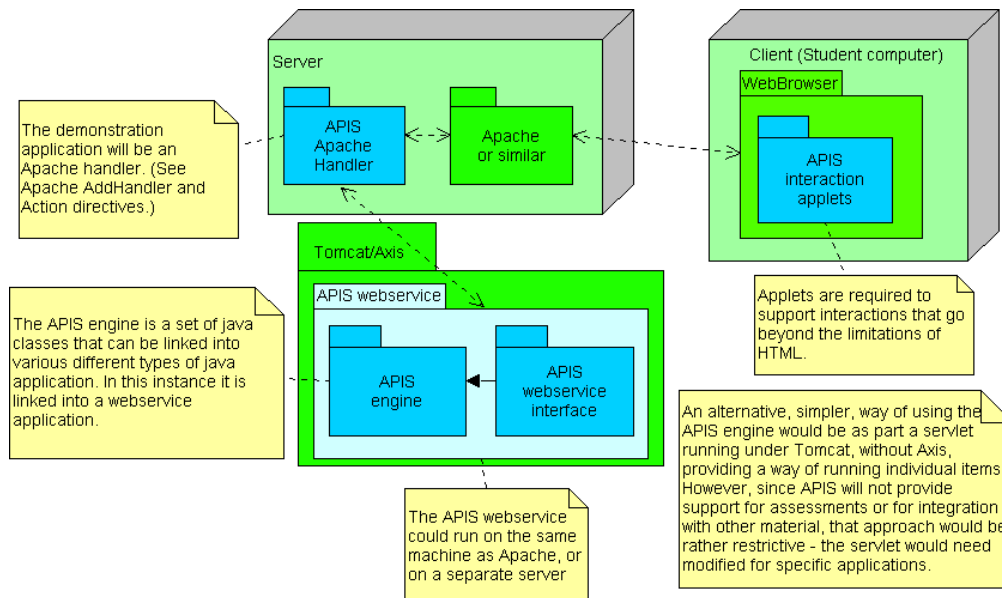 Server
APIS
Apache
Handler
Apache
or similar
Client (Student computer)
WebBrowser
APIS
interaction
applets
The demonstration
application will be an
Apache handler. (See
Apache AddHandler and
Action directives.)
Tomcat/Axis
APIS webservice
APIS
engine
APIS
webservice
interface
The APIS engine is a set of java
classes that can be linked into
various different types of java
application. In this instance it is
linked into a webservice
application.
Applets are required to
support interactions that go
beyond the limitations of
HTML.
An alternative, simpler, way of using the
APIS engine would be as part a servlet
running under Tomcat, without Axis,
providing a way of running individual items
However, since APIS will not provide
support for assessments or for integration
with other material, that approach would be
rather restrictive - the servlet would need
modified for specific applications.
The APIS webservice
could run on the same
machine as Apache, or
on a separate server